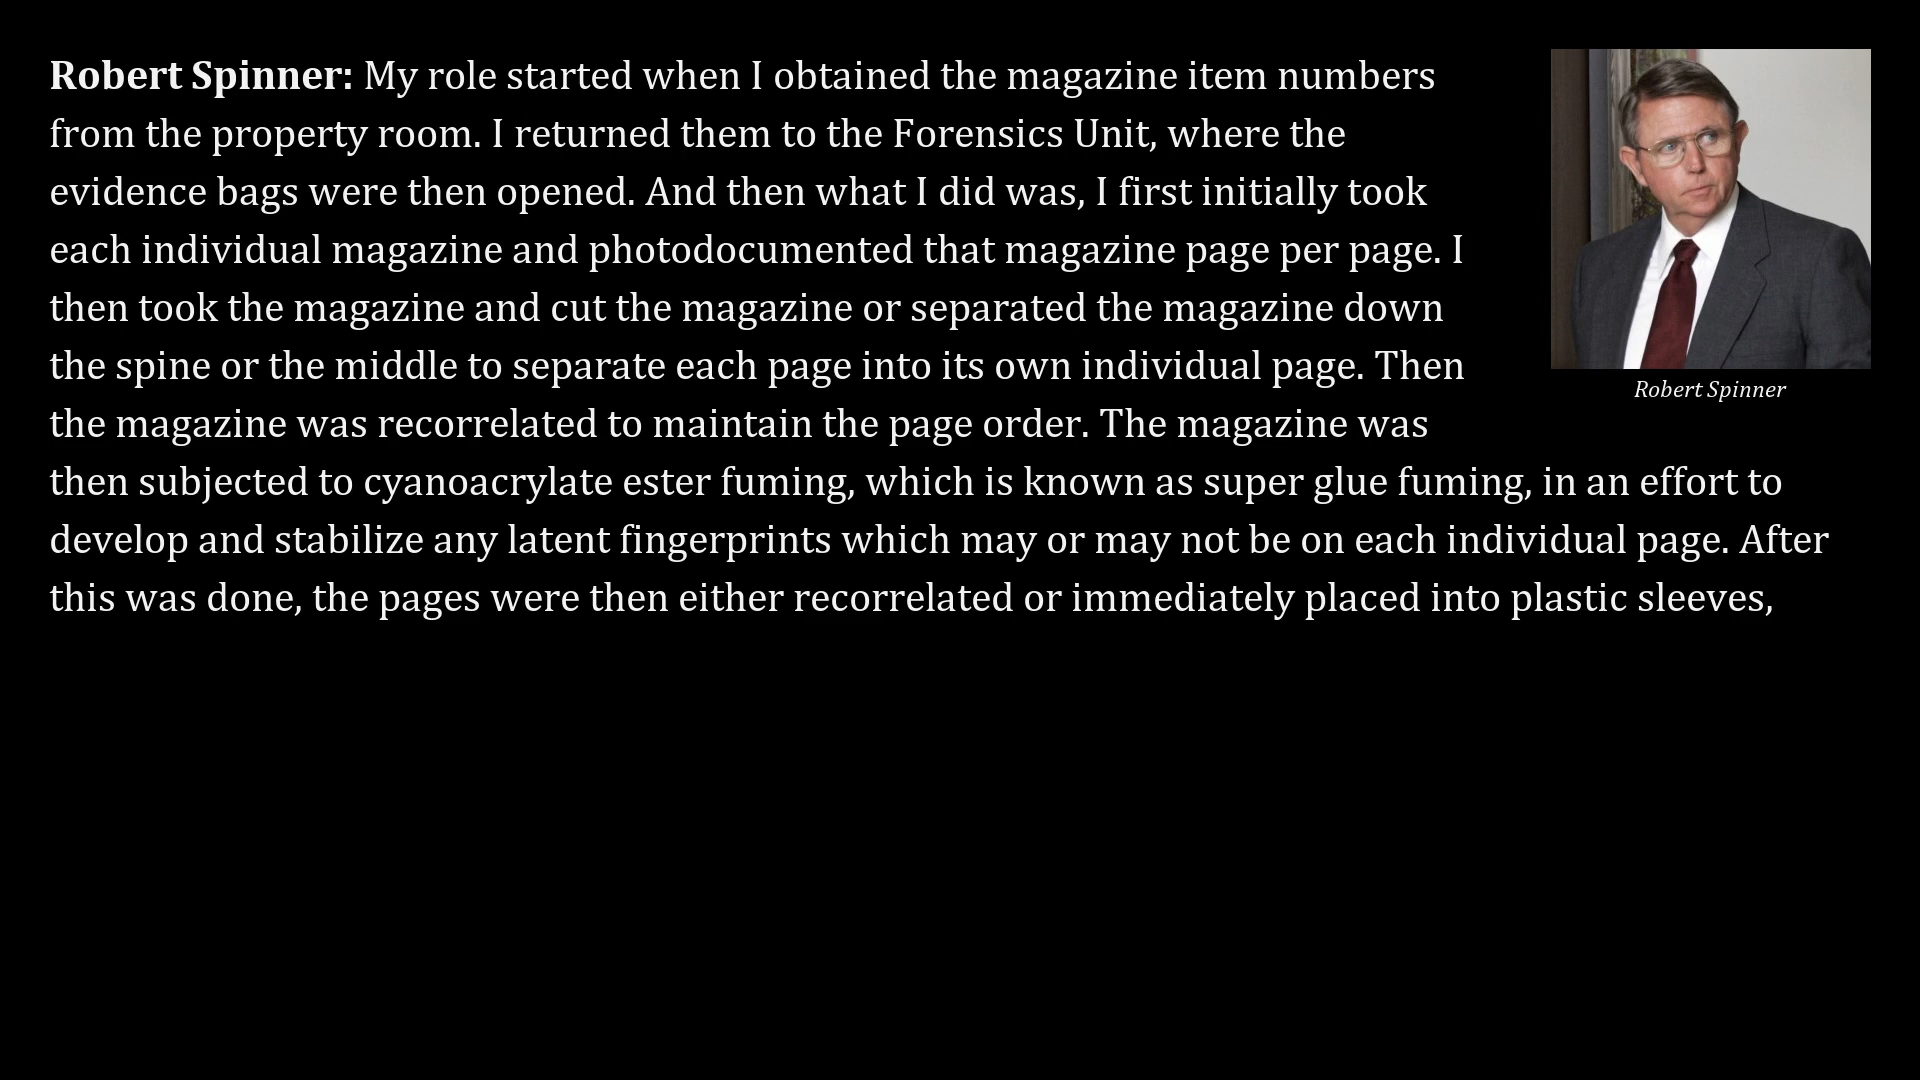 Robert Spinner: My role started when I obtained the magazine item numbers
from the property room. I returned them to the Forensics Unit, where the
evidence bags were then opened. And then what I did was, I first initially took
each individual magazine and photodocumented that magazine page per page. I
then took the magazine and cut the magazine or separated the magazine down
the spine or the middle to separate each page into its own individual page. Then
the magazine was recorrelated to maintain the page order. The magazine was
then subjected to cyanoacrylate ester fuming, which is known as super glue fuming, in an effort to
develop and stabilize any latent fingerprints which may or may not be on each individual page. After
this was done, the pages were then either recorrelated or immediately placed into plastic sleeves,
Robert Spinner